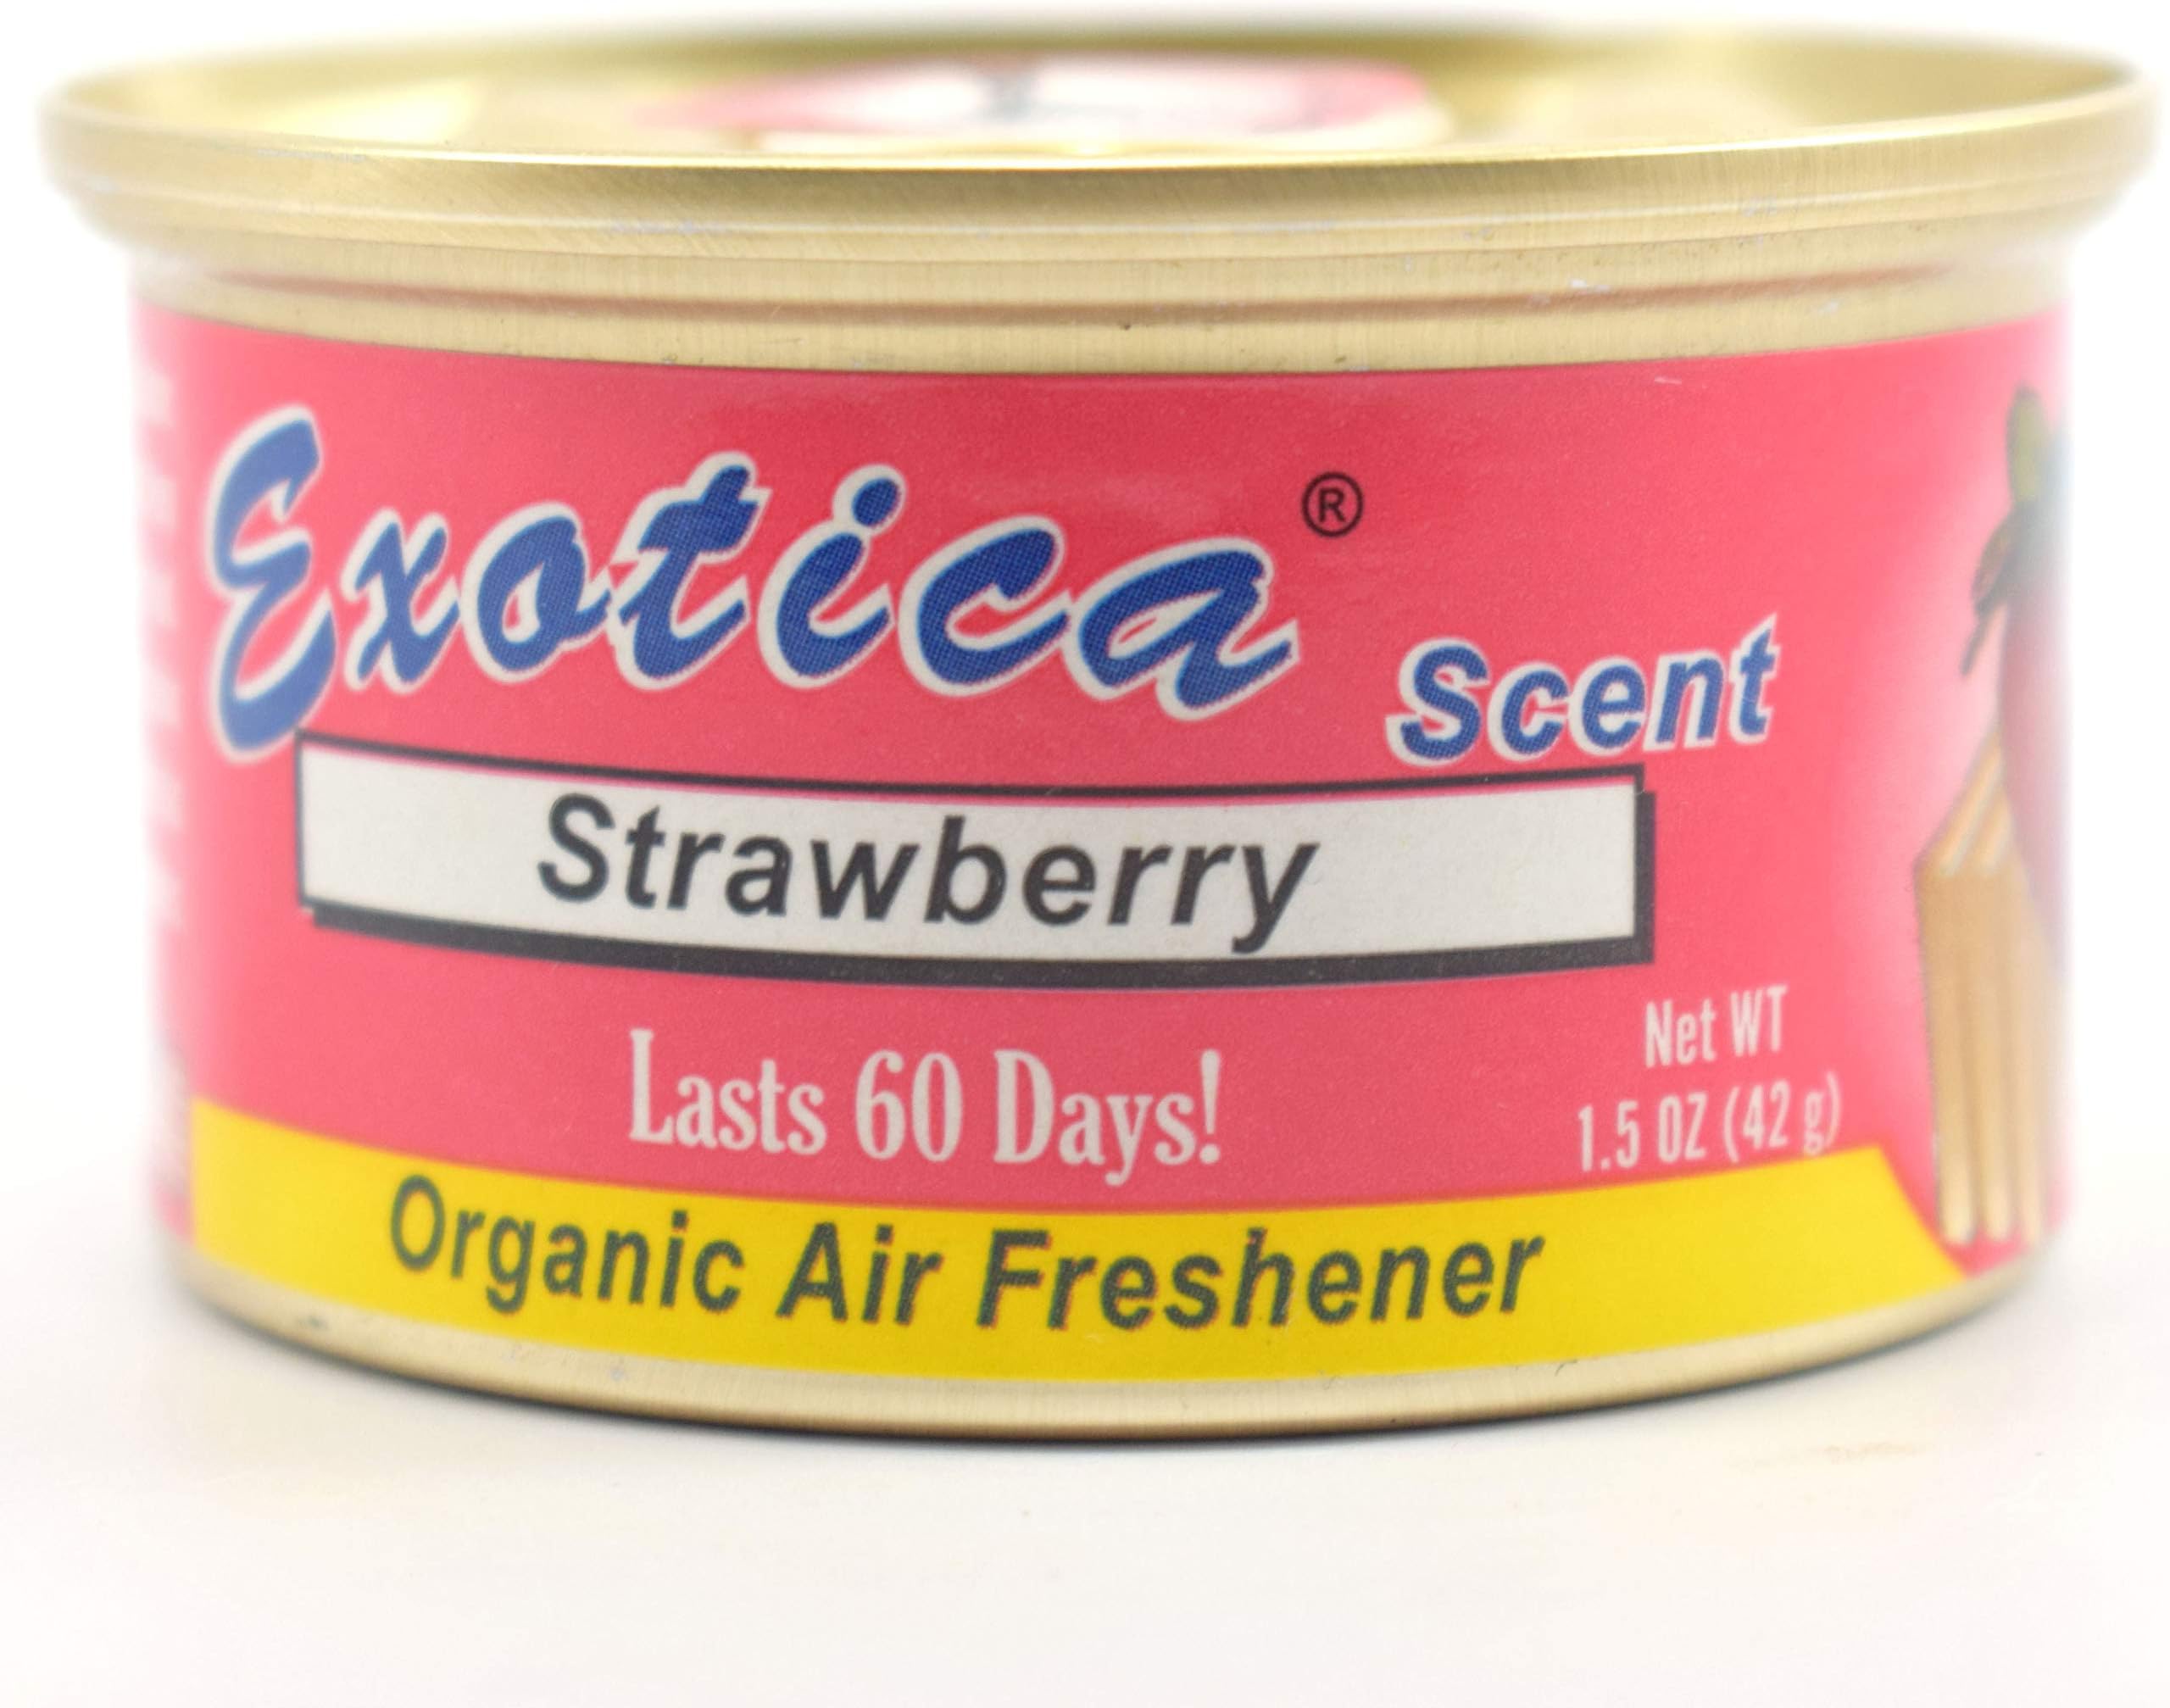 Exotica®
Scent
Strawberry
Lasts 60 Days!
Net WT
1.5 OZ (42 g)
Organic Air Freshener